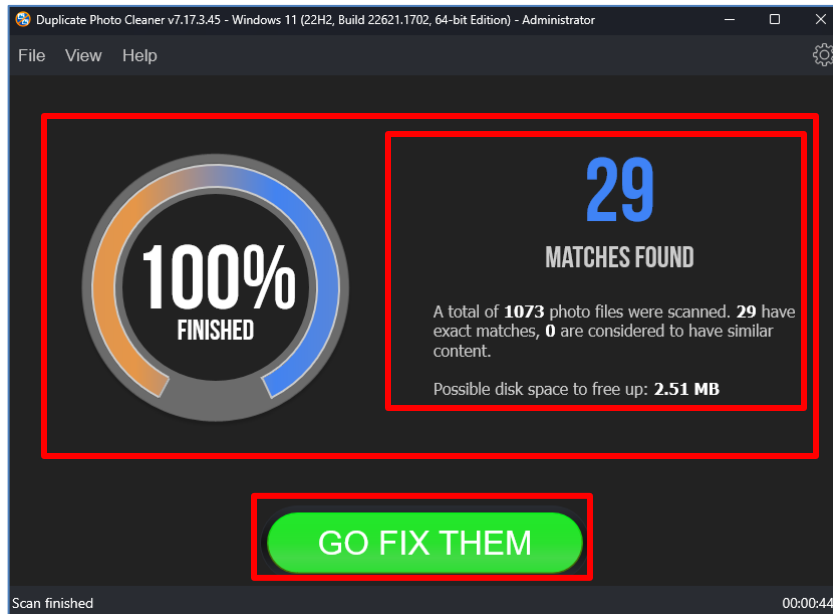 Duplicate Photo Cleaner v7.17.3.45 - Windows 11 (22H2, Build 22621.1702, 64-bit Edition) - Administrator
File View Help
29
MATCHES FOUND
100%
FINISHED
A total of 1073 photo files were scanned. 29 have
exact matches, 0 are considered to have similar
content.
Possible disk space to free up: 2.51 MB
GO FIX THEM
Scan finished 00:00:44